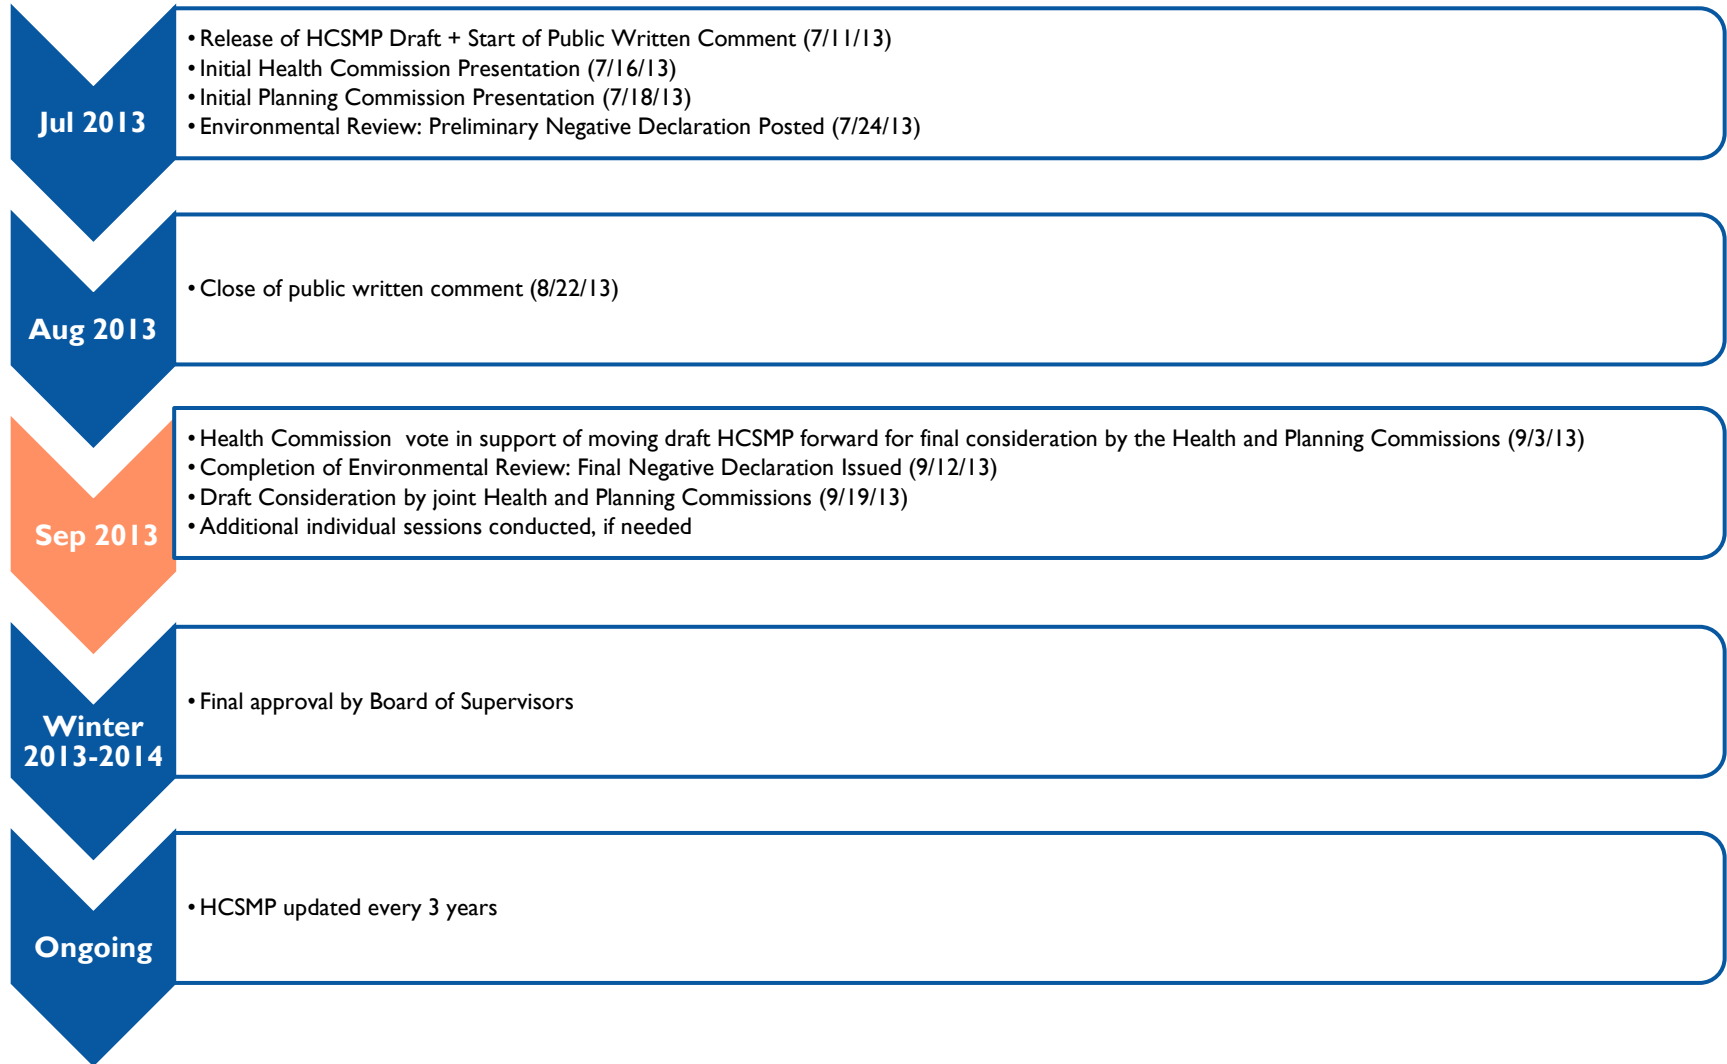 Jul 2013
• Release of HCSMP Draft + Start of Public Written Comment (7/11/13)
• Initial Health Commission Presentation (7/16/13)
• Initial Planning Commission Presentation (7/18/13)
• Environmental Review: Preliminary Negative Declaration Posted (7/24/13)
Aug 2013
• Close of public written comment (8/22/13)
Sep 2013
• Health Commission  vote in support of moving draft HCSMP forward for final consideration by the Health and Planning Commissions (9/3/13)
• Completion of Environmental Review: Final Negative Declaration Issued (9/12/13)
• Draft Consideration by joint Health and Planning Commissions (9/19/13)
• Additional individual sessions conducted, if needed
Winter
2013-2014
• Final approval by Board of Supervisors
Ongoing
• HCSMP updated every 3 years